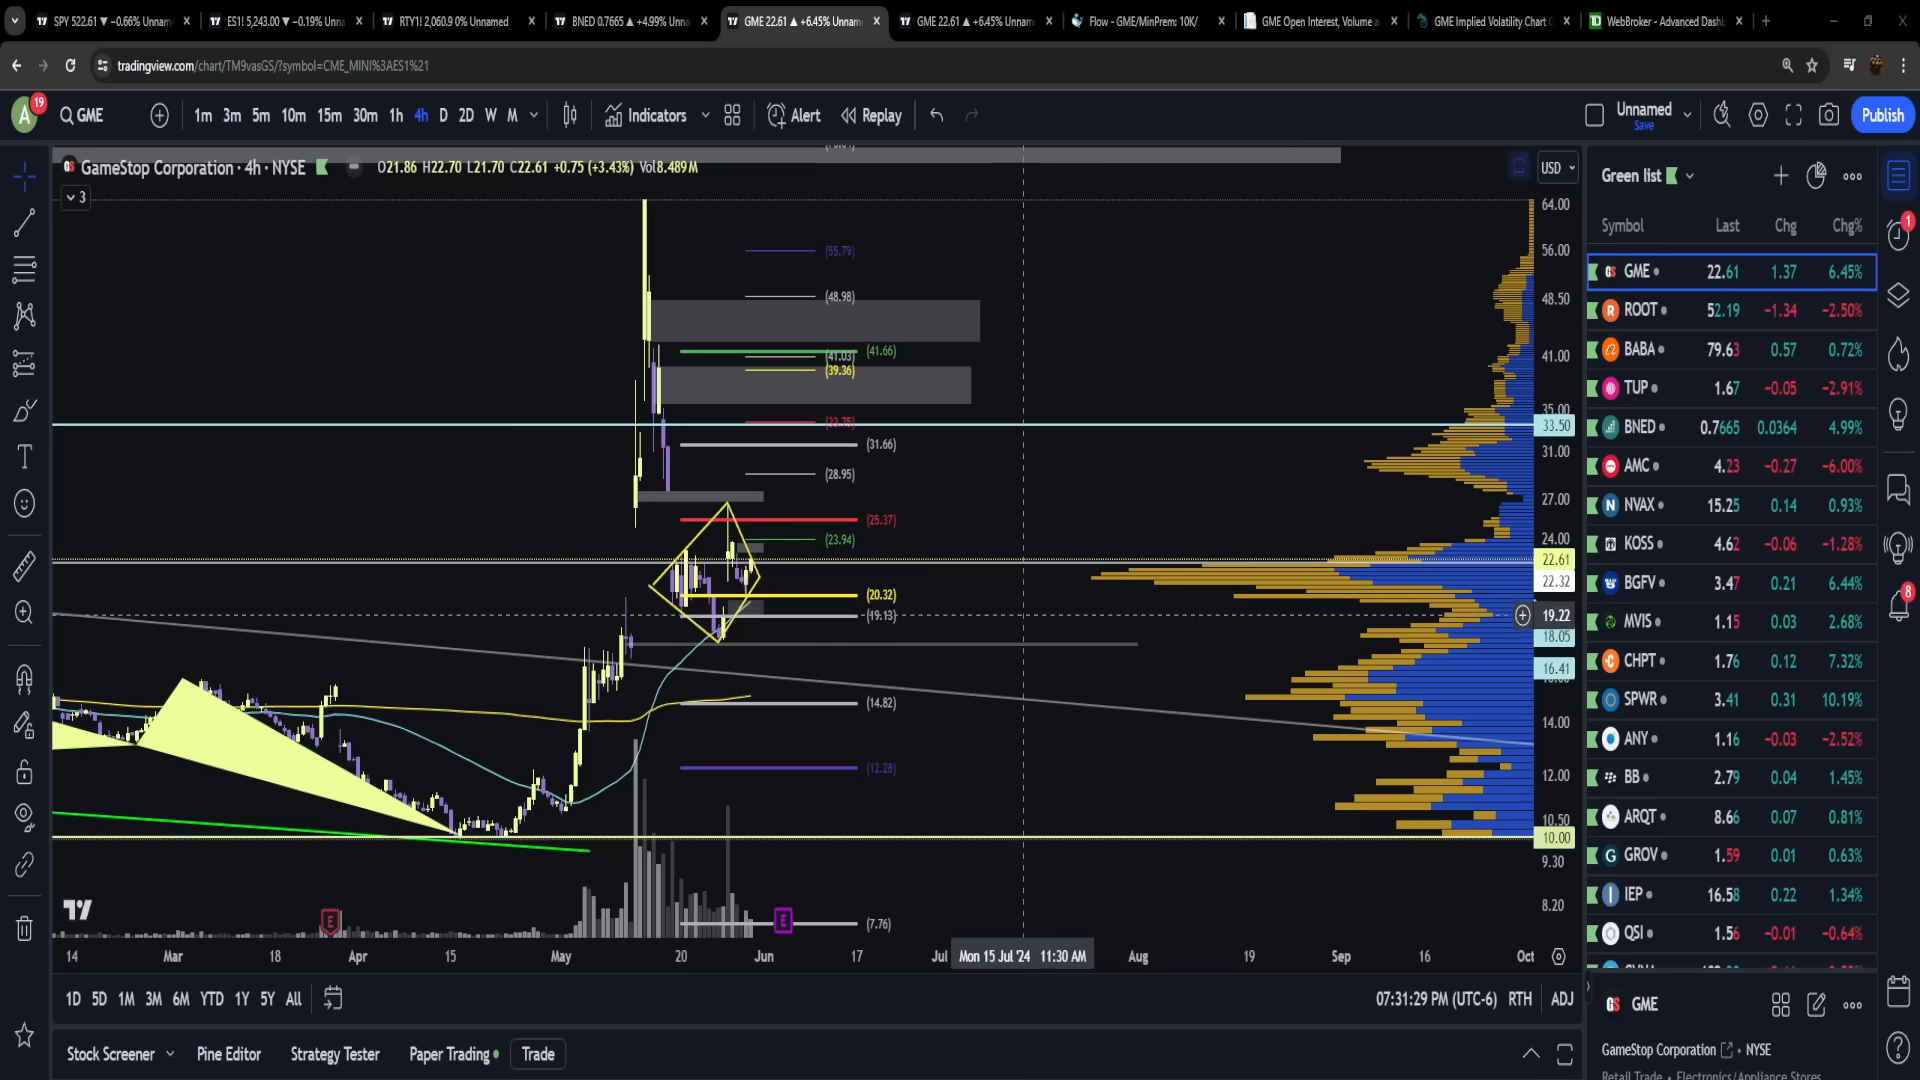 SPY 522.61 ▼ −0.66% Unnam
ES1! 5,243.00 ▼ −0.19% Unna
RTY1! 2,060.9 0% Unnamed
BNED 0.7665 ▲ +4.99% Unna
GME 22.61 ▲ +6.45% Unnam
GME 22.61 ▲ +6.45% Unnam
Flow - GME/MinPrem: 10K/
GME Open Interest, Volume a
GME Implied Volatility Chart
WebBroker - Advanced Dash
tradingview.com/chart/TM9vasGS/?symbol=CME_MINI%3AES1%21
A
19
GME
1m 3m 5m 10m 15m 30m 1h 4h D 2D W M
Indicators
Alert
Replay
Unnamed
Save
Publish
GameStop Corporation · 4h · NYSE
O21.86 H22.70 L21.70 C22.61 +0.75 (+3.43%) Vol8.489M
3
USD
64.00
(55.79)
56.00
(48.98)
48.50
(41.66)
(41.03)
41.00
(39.36)
35.00
(33.75)
33.50
(31.66)
31.00
(28.95)
27.00
(25.37)
(23.94)
24.00
22.61
22.32
(20.32)
(19.13)
19.22
18.05
16.41
(14.82)
14.00
(12.28)
12.00
10.50
10.00
9.30
8.20
(7.76)
E
E
14 Mar 18 Apr 15 May 20 Jun 17 Jul Mon 15 Jul '24 11:30 AM Aug 19 Sep 16 Oct
1D 5D 1M 3M 6M YTD 1Y 5Y All
07:31:29 PM (UTC-6) RTH ADJ
Stock Screener
Pine Editor
Strategy Tester
Paper Trading
Trade
Green list
Symbol Last Chg Chg%
GME 22.61 1.37 6.45%
ROOT 52.19 −1.34 −2.50%
BABA 79.63 0.57 0.72%
TUP 1.67 −0.05 −2.91%
BNED 0.7665 0.0364 4.99%
AMC 4.23 −0.27 −6.00%
NVAX 15.25 0.14 0.93%
KOSS 4.62 −0.06 −1.28%
BGFV 3.47 0.21 6.44%
MVIS 1.15 0.03 2.68%
CHPT 1.76 0.12 7.32%
SPWR 3.41 0.31 10.19%
ANY 1.16 −0.03 −2.52%
BB 2.79 0.04 1.45%
ARQT 8.66 0.07 0.81%
GROV 1.59 0.01 0.63%
IEP 16.58 0.22 1.34%
QSI 1.56 −0.01 −0.64%
GME
GameStop Corporation · NYSE
Retail Trade · Electronics/Appliance Stores
1
8